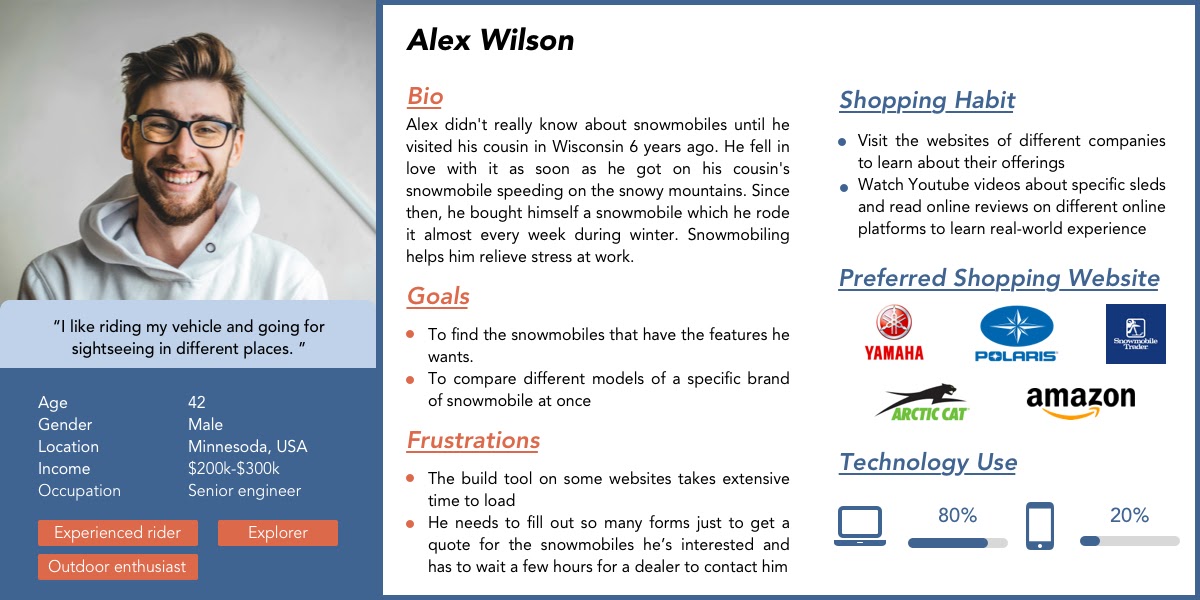 Alex Wilson
Bio
Alex didn't really know about snowmobiles until he
visited his cousin in Wisconsin 6 years ago. He fell in
love with it as soon as he got on his cousin's
snowmobile speeding on the snowy mountains. Since
then, he bought himself a snowmobile which he rode
it almost every week during winter. Snowmobiling
helps him relieve stress at work.
Goals
To find the snowmobiles that have the features he
wants.
To compare different models of a specific brand
of snowmobile at once
Frustrations
The build tool on some websites takes extensive
time to load
He needs to fill out so many forms just to get a
quote for the snowmobiles he’s interested and
has to wait a few hours for a dealer to contact him
Shopping Habit
Visit the websites of different companies
to learn about their offerings
Watch Youtube videos about specific sleds
and read online reviews on different online
platforms to learn real-world experience
Preferred Shopping Website
YAMAHA
POLARIS
Snowmobile
Trader
ARCTIC CAT
amazon
Technology Use
80%
20%
"I like riding my vehicle and going for
sightseeing in different places. "
Age 42
Gender Male
Location Minnesoda, USA
Income $200k-$300k
Occupation Senior engineer
Experienced rider
Explorer
Outdoor enthusiast